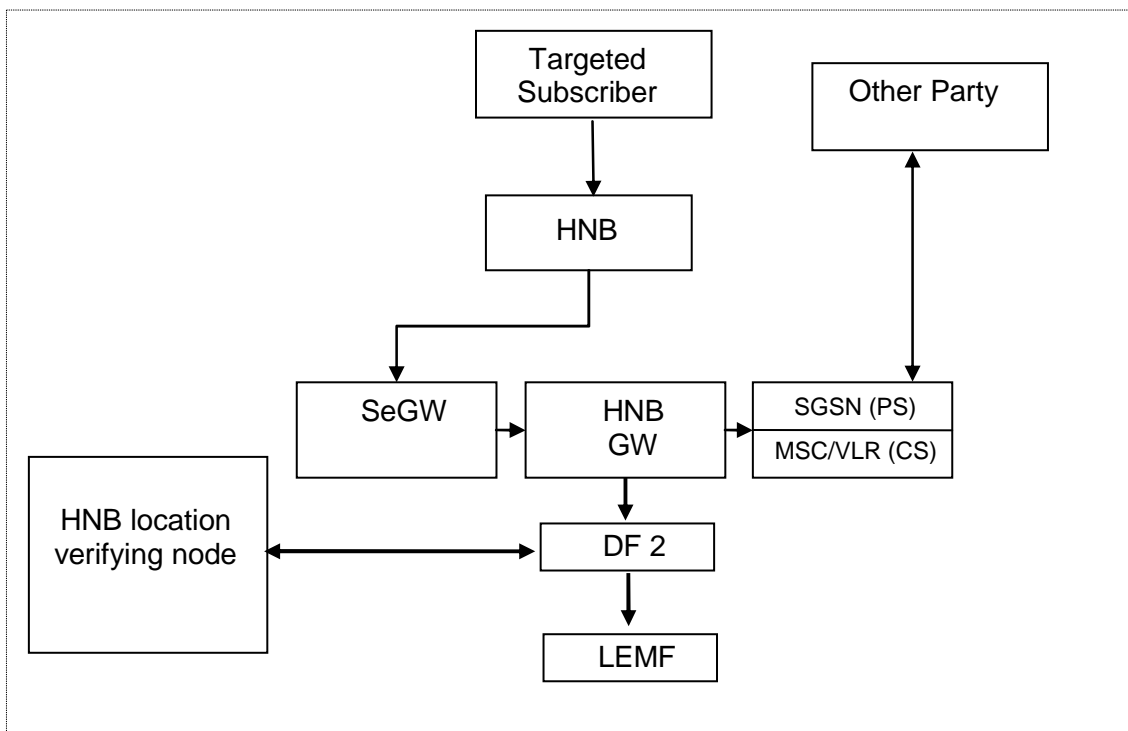 Targeted
Subscriber
Other Party
HNB
SeGW
HNB
GW
SGSN (PS)
MSC/VLR (CS)
HNB location
verifying node
DF 2
LEMF